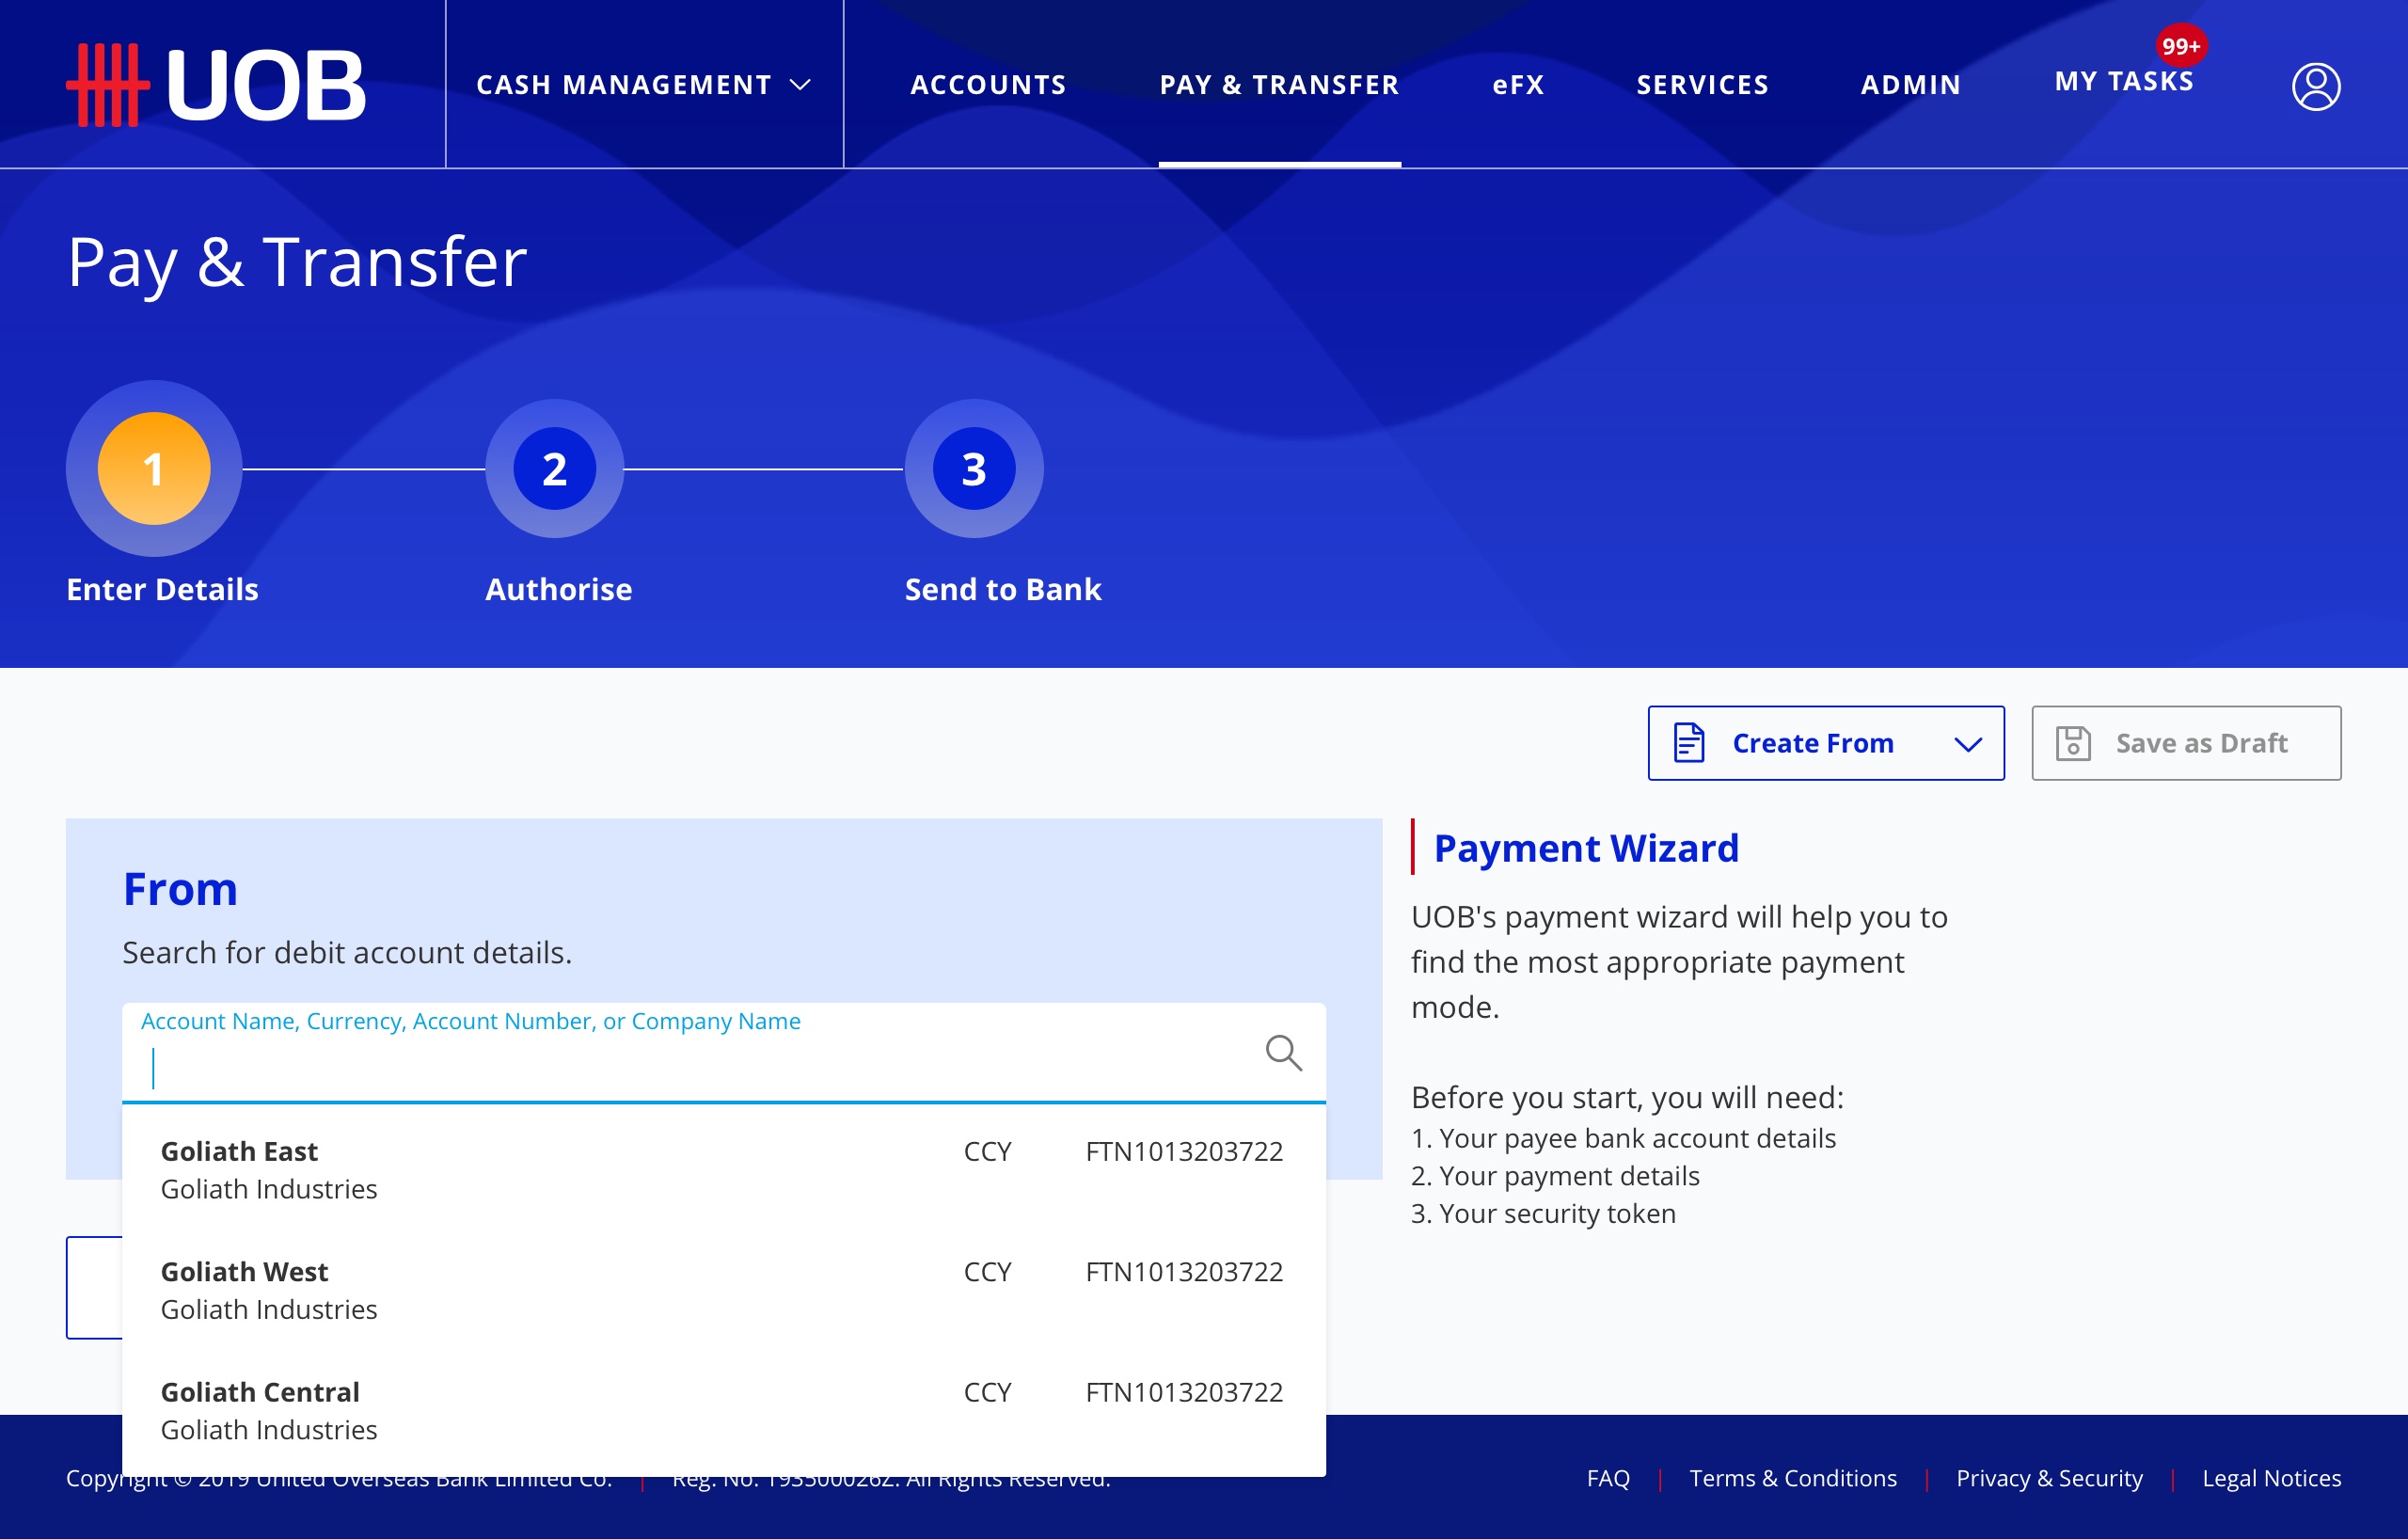 UOB
CASH MANAGEMENT
ACCOUNTS
PAY & TRANSFER
eFX
SERVICES
ADMIN
MY TASKS
99+
Pay & Transfer
1
2
3
Enter Details
Authorise
Send to Bank
Create From
Save as Draft
From
Search for debit account details.
Account Name, Currency, Account Number, or Company Name
Goliath East CCY FTN1013203722
Goliath Industries
Goliath West CCY FTN1013203722
Goliath Industries
Goliath Central CCY FTN1013203722
Goliath Industries
Payment Wizard
UOB's payment wizard will help you to
find the most appropriate payment
mode.
Before you start, you will need:
1. Your payee bank account details
2. Your payment details
3. Your security token
Copyright © 2019 United Overseas Bank Limited Co. | Reg. No. 193500026Z. All Rights Reserved.
FAQ | Terms & Conditions | Privacy & Security | Legal Notices